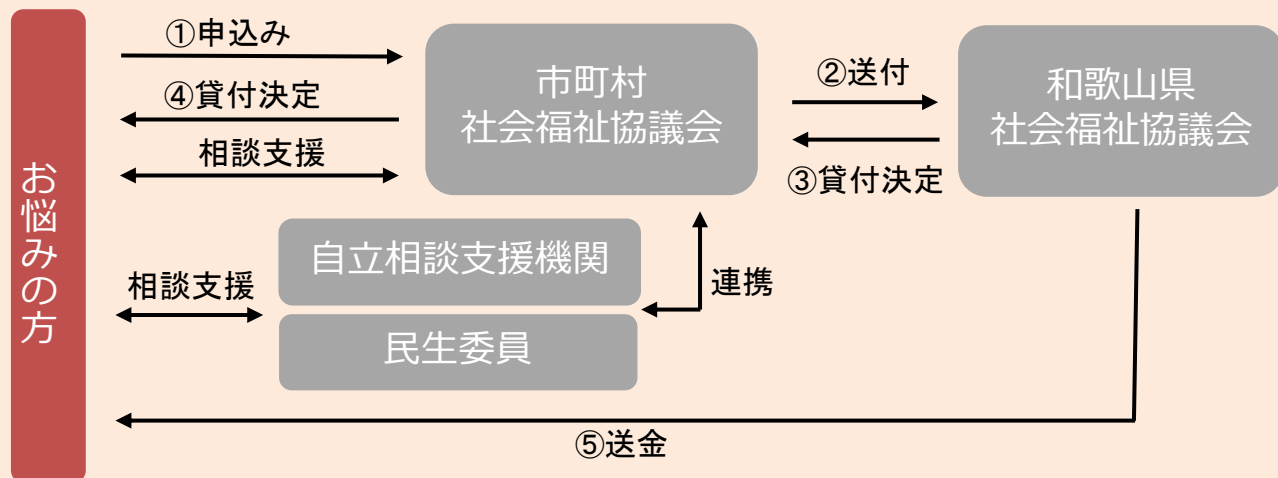 お悩みの方
①申込み
④貸付決定
相談支援
市町村
社会福祉協議会
②送付
③貸付決定
和歌山県
社会福祉協議会
相談支援
自立相談支援機関
民生委員
連携
⑤送金